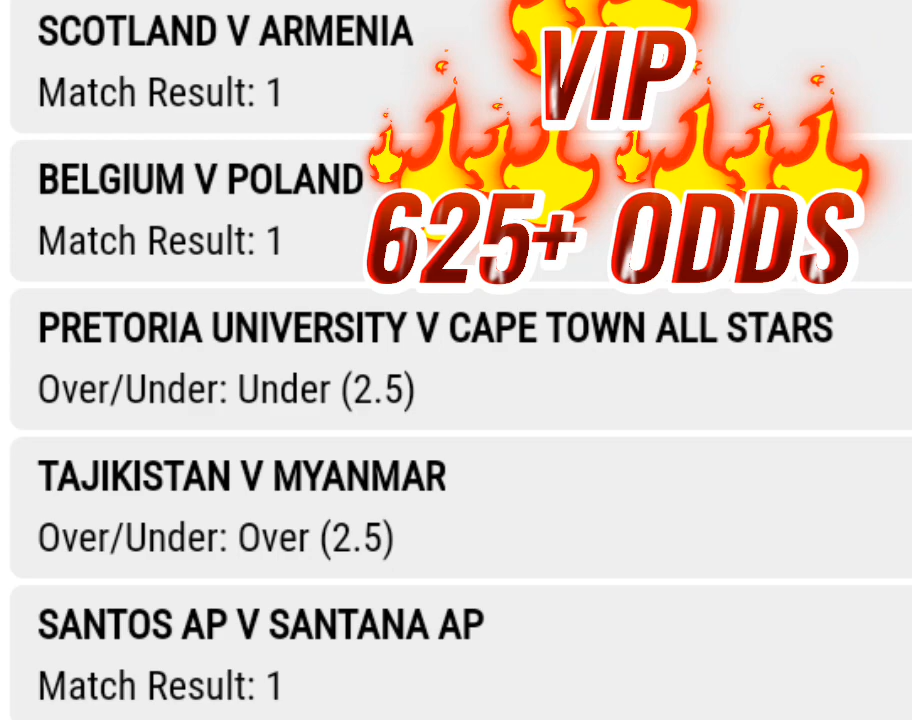 SCOTLAND V ARMENIA
Match Result: 1
VIP
BELGIUM V POLAND
Match Result: 1
625+ ODDS
PRETORIA UNIVERSITY V CAPE TOWN ALL STARS
Over/Under: Under (2.5)
TAJIKISTAN V MYANMAR
Over/Under: Over (2.5)
SANTOS AP V SANTANA AP
Match Result: 1